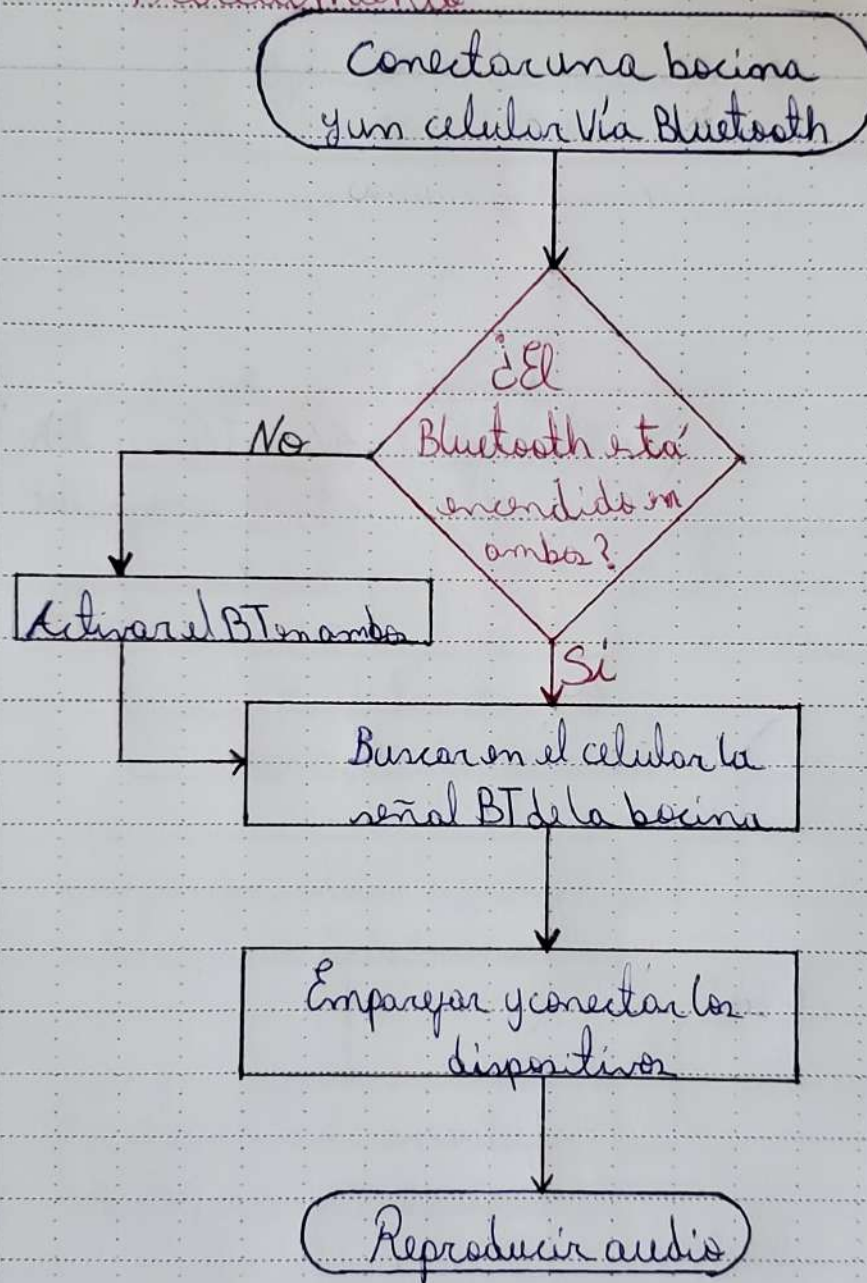 Conectar una bocina
y un celular Vía Bluetooth
¿El
Bluetooth está
encendido en
ambos?
No
Activar el BT en ambos
Sí
Buscar en el celular la
señal BT de la bocina
Emparejar y conectar los
dispositivos
Reproducir audio